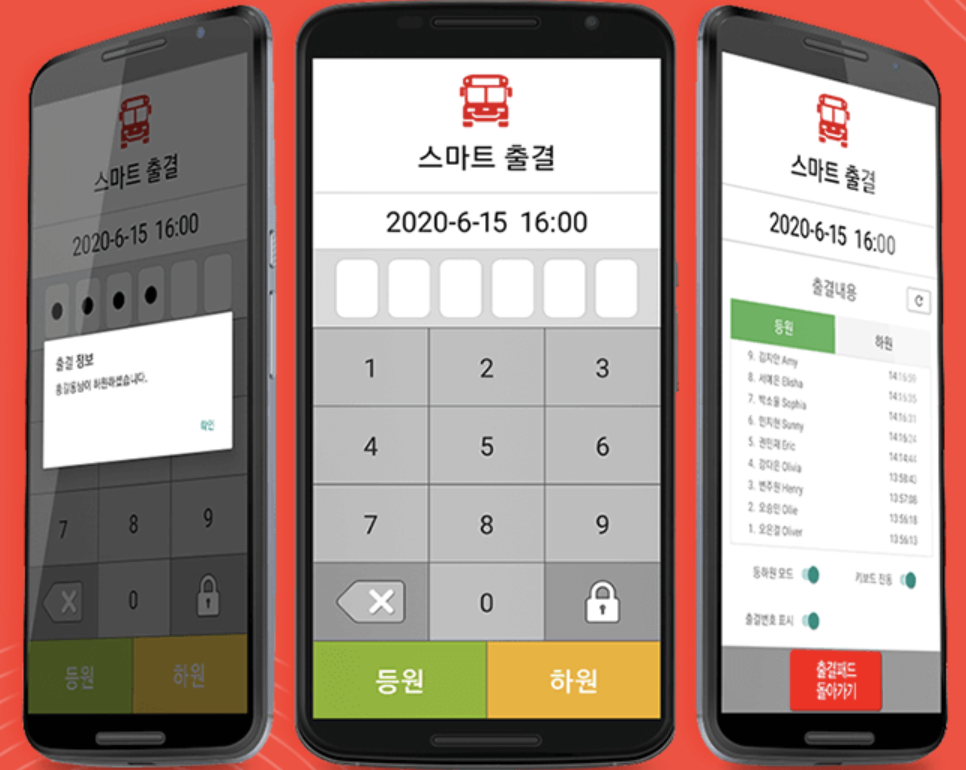 스마트 출결
2020-6-15 16:00
출결 정보
홍길동님이 하원하셨습니다.
확인
7 8 9
0
등원 하원
스마트 출결
2020-6-15 16:00
1 2 3
4 5 6
7 8 9
0
등원 하원
스마트 출결
2020-6-15 16:00
출결내용
등원 하원
9. 김지안 Amy 14:16:59
8. 서예은 Elisha 14:16:35
7. 박소율 Sophia 14:16:31
6. 민지현 Sunny 14:16:24
5. 권민재 Eric 14:14:44
4. 강다은 Olivia 13:58:43
3. 변주원 Henry 13:57:08
2. 오승민 Ollie 13:56:18
1. 오은결 Oliver 13:56:13
등하원 모드 키보드 진동
출결번호 표시
출결패드
돌아가기